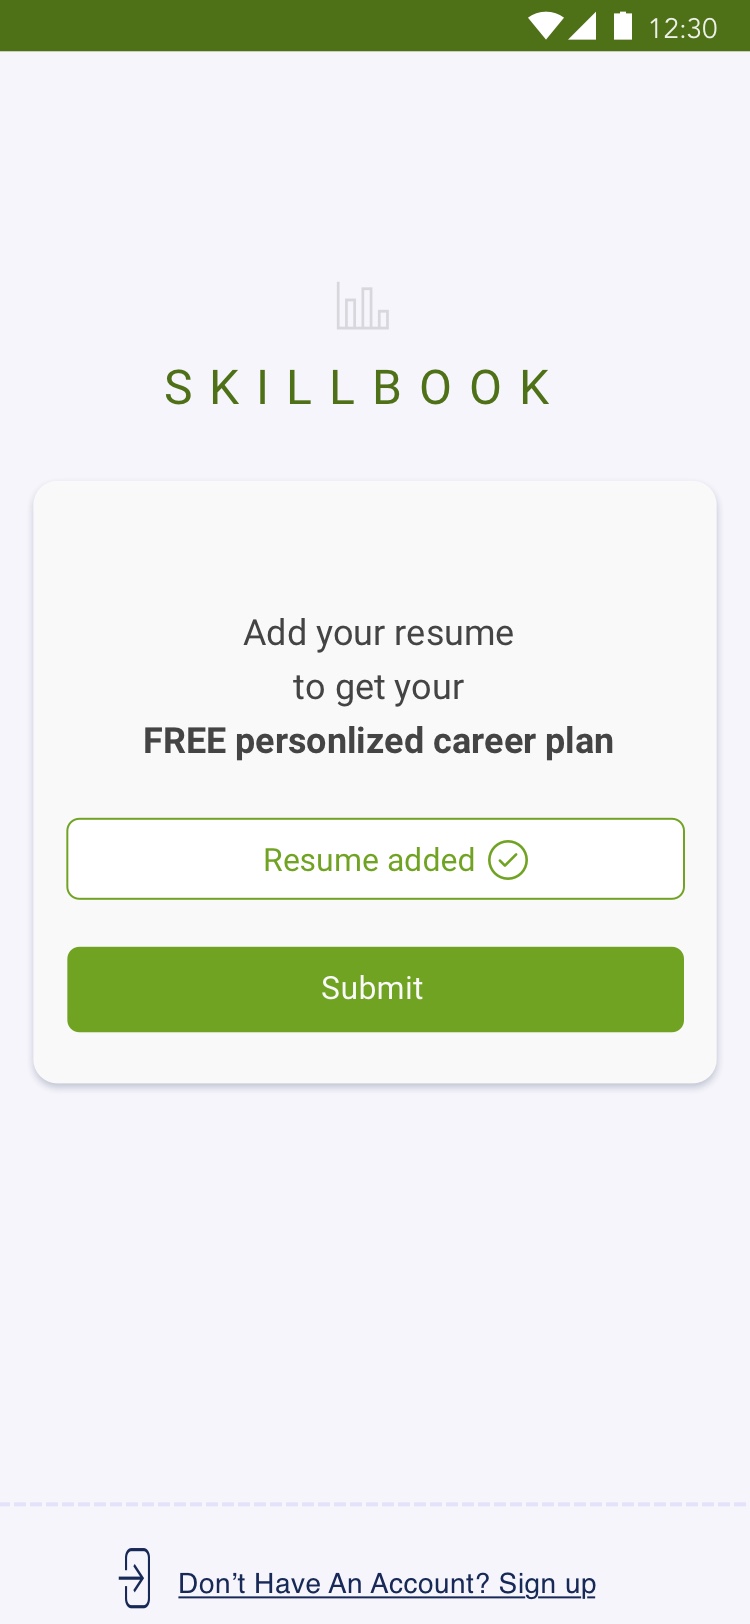 12:30
SKILLBOOK
Add your resume
to get your
FREE personlized career plan
Resume added
Submit
Don’t Have An Account? Sign up